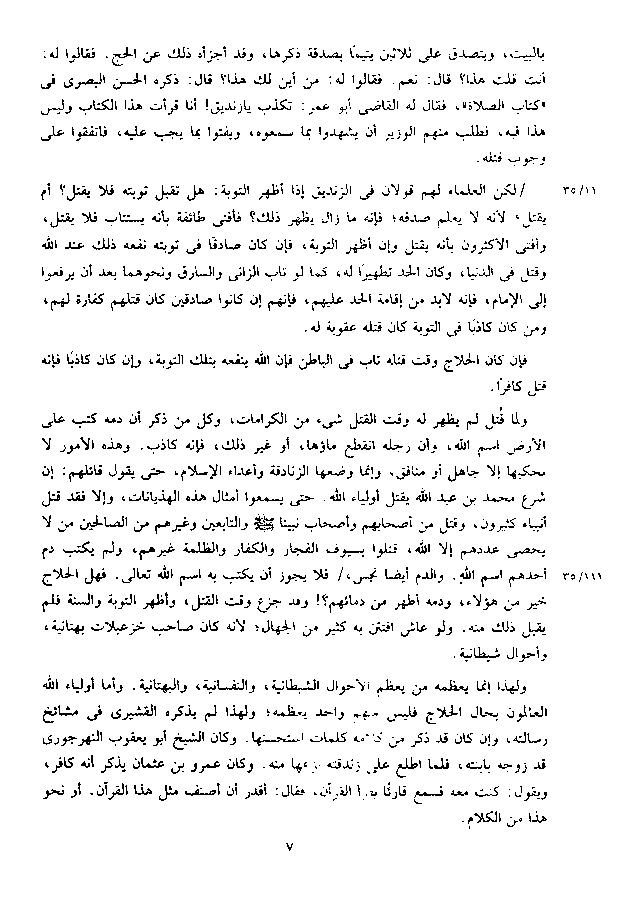 بالبيت، ويتصدق على ثلاثين يتيمًا بصدقة ذكرها، وقد أجزأه ذلك عن الحج. فقالوا له:
أنت قلت هذا؟ قال: نعم. فقالوا له: من أين لك هذا؟ قال: ذكره الحسن البصرى فى
«كتاب الصلاة»، فقال له القاضى أبو عمر: تكذب يازنديق! أنا قرأت هذا الكتاب وليس
هذا فيه، فطلب منهم الوزير أن يشهدوا بما سمعوه، ويفتوا بما يجب عليه، فاتفقوا على
وجوب قتله.
٣٥/١١ / لكن العلماء لهم قولان فى الزنديق إذا أظهر التوبة: هل تقبل توبته فلا يقتل؟ أم
يقتل؛ لأنه لا يعلم صدقه؛ فإنه ما زال يظهر ذلك؟ فأفتى طائفة بأنه يستتاب فلا يقتل،
وأفتى الأكثرون بأنه يقتل وإن أظهر التوبة، فإن كان صادقًا فى توبته نفعه ذلك عند الله
وقتل فى الدنيا، وكان الحد تطهيرًا له، كما لو تاب الزانى والسارق ونحوهما بعد أن يرفعوا
إلى الإمام، فإنه لابد من إقامة الحد عليهم، فإنهم إن كانوا صادقين كان قتلهم كفارة لهم،
ومن كان كاذبًا فى التوبة كان قتله عقوبة له.
فإن كان الحلاج وقت قتله تاب فى الباطن فإن الله ينفعه بتلك التوبة، وإن كان كاذبًا فإنه
قتل كافرًا.
ولما قُتل لم يظهر له وقت القتل شىء من الكرامات، وكل من ذكر أن دمه كتب على
الأرض اسم الله، وأن رجله انقطع ماؤها، أو غير ذلك، فإنه كاذب. وهذه الأمور لا
يحكيها إلا جاهل أو منافق، وإنما وضعها الزنادقة وأعداء الإسلام، حتى يقول قائلهم: إن
شرع محمد بن عبد الله يقتل أولياء الله. حتى يسمعوا أمثال هذه الهذيانات، وإلا فقد قتل
أنبياء كثيرون، وقتل من أصحابهم وأصحاب نبينا ﷺ والتابعين وغيرهم من الصالحين من لا
يحصى عددهم إلا الله، قتلوا بسيوف الفجار والكفار والظلمة غيرهم، ولم يكتب دم
٣٥/١١١ أحدهم اسم الله. والدم أيضا نجس،/ فلا يجوز أن يكتب به اسم الله تعالى. فهل الحلاج
خير من هؤلاء، ودمه أطهر من دمائهم؟! وقد جزع وقت القتل، وأظهر التوبة والسنة فلم
يقبل ذلك منه. ولو عاش افتتن به كثير من الجهال؛ لأنه كان صاحب خزعبلات بهتانية،
وأحوال شيطانية.
ولهذا إنما يعظمه من يعظم الأحوال الشيطانية، والنفسانية، والبهتانية. وأما أولياء الله
العالمون بحال الحلاج فليس منهم واحد يعظمه؛ ولهذا لم يذكره القشيرى فى مشائخ
رسالته، وإن كان قد ذكر من كلامه كلمات استحسنها. وكان الشيخ أبو يعقوب النهرجورى
قد زوجه بابنته، فلما اطلع على زندقته نزعها منه. وكان عمرو بن عثمان يذكر أنه كافر،
ويقول: كنت معه فسمع قارئًا يقرأ القرآن، فقال: أقدر أن أصنف مثل هذا القرآن. أو نحو
هذا من الكلام.
٧